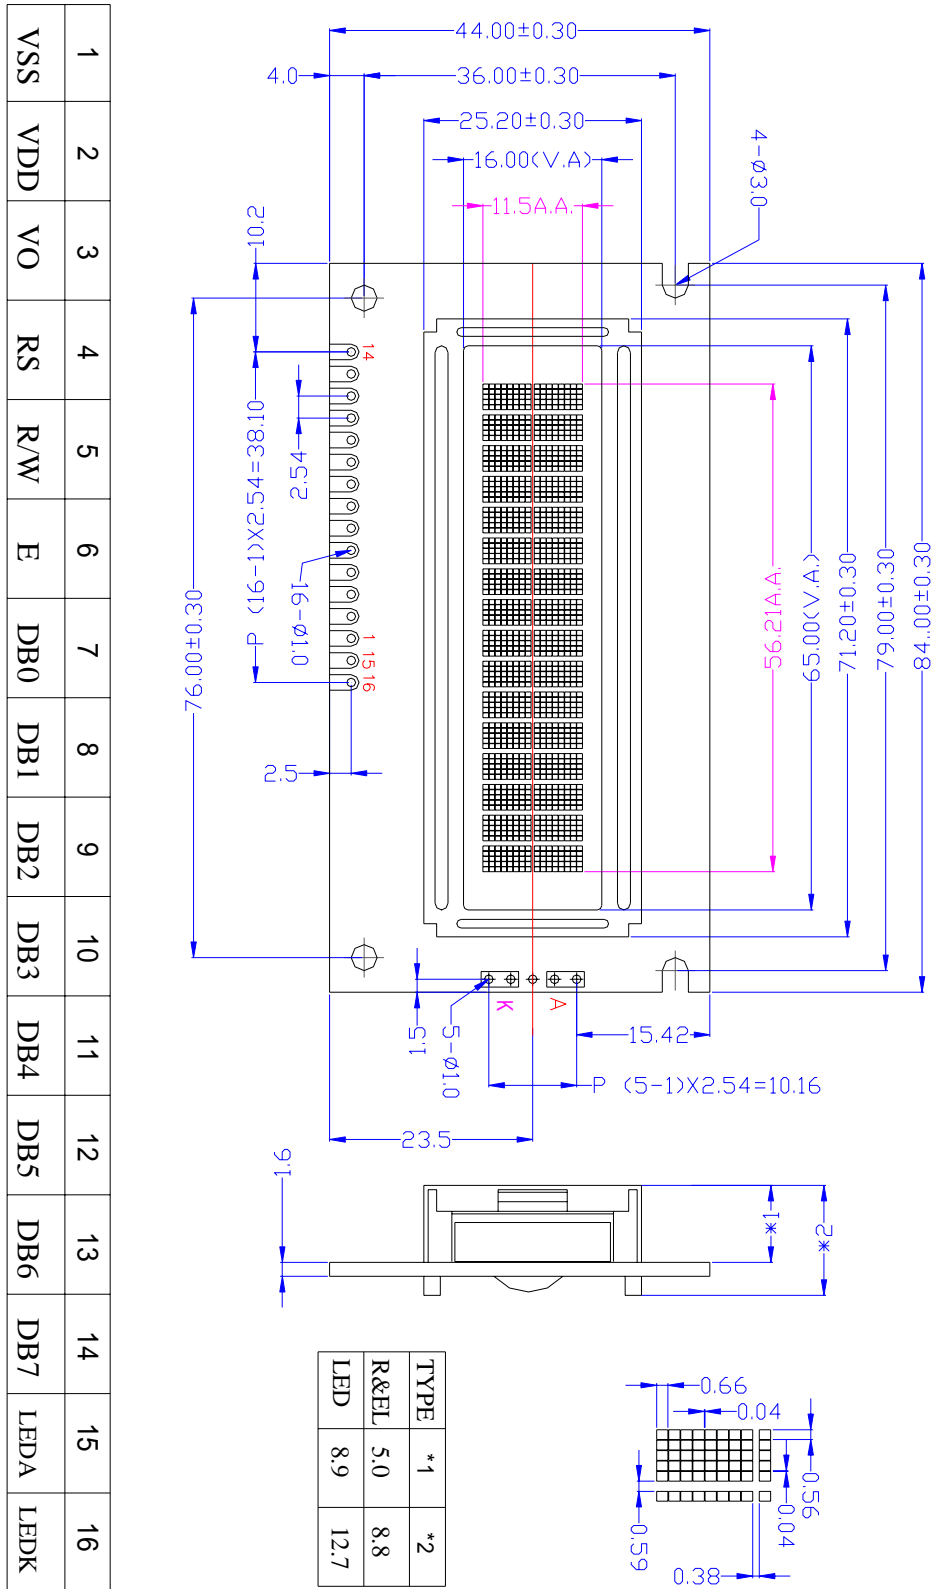 44.00±0.30
4.0
36.00±0.30
25.20±0.30
16.00(V.A)
11.5A.A.
4-ø3.0
10.2
14
P (16-1)X2.54=38.10
2.54
16-ø1.0
1 15 16
76.00±0.30
2.5
56.21A.A.
65.00(V.A.)
71.20±0.30
79.00±0.30
84.00±0.30
K A
1.5
5-ø1.0
15.42
P (5-1)X2.54=10.16
23.5
1.6
*1
*2
TYPE *1 *2
R&EL 5.0 8.8
LED 8.9 12.7
0.66
0.04
0.56
0.04
0.59
0.38
1 2 3 4 5 6 7 8 9 10 11 12 13 14 15 16
VSS VDD VO RS R/W E DB0 DB1 DB2 DB3 DB4 DB5 DB6 DB7 LEDA LEDK